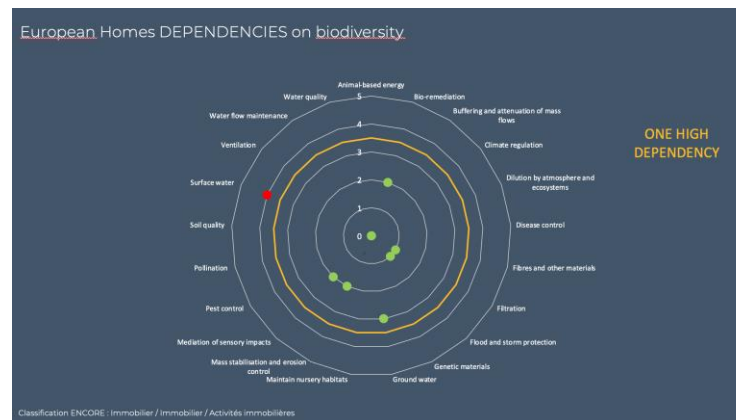 European Homes DEPENDENCIES on biodiversity
Animal-based energy
Water quality
5
Bio-remediation
Water flow maintenance
Buffering and attenuation of mass
flows
4
Ventilation
Climate regulation
3
ONE HIGH
DEPENDENCY
Surface water
2
Dilution by atmosphere and
ecosystems
1
Soil quality
0
Disease control
Pollination
Fibres and other materials
Pest control
Filtration
Mediation of sensory impacts
Flood and storm protection
Mass stabilisation and erosion
control
Genetic materials
Maintain nursery habitats
Ground water
Classification ENCORE : Immobilier / Immobilier / Activités immobilières